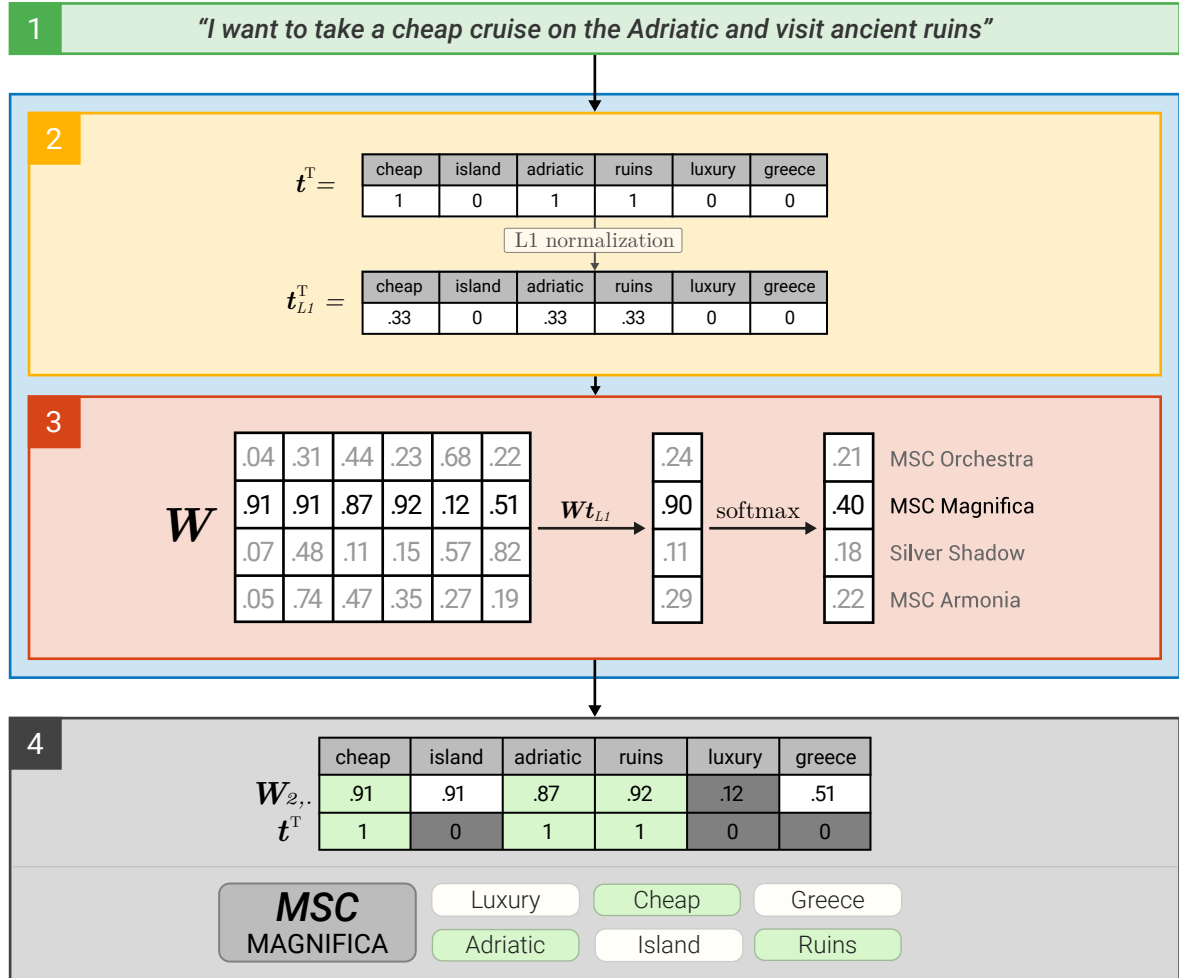 1 "I want to take a cheap cruise on the Adriatic and visit ancient ruins"
2
cheap island adriatic ruins luxury greece
t^T = 1 0 1 1 0 0
L1 normalization
cheap island adriatic ruins luxury greece
t_L1^T = .33 0 .33 .33 0 0
3
.04 .31 .44 .23 .68 .22 .24 .21 MSC Orchestra
W .91 .91 .87 .92 .12 .51 Wt_L1 .90 softmax .40 MSC Magnifica
.07 .48 .11 .15 .57 .82 .11 .18 Silver Shadow
.05 .74 .47 .35 .27 .19 .29 .22 MSC Armonia
4
cheap island adriatic ruins luxury greece
W_2,. .91 .91 .87 .92 .12 .51
t^T 1 0 1 1 0 0
MSC
MAGNIFICA
Luxury Cheap Greece
Adriatic Island Ruins